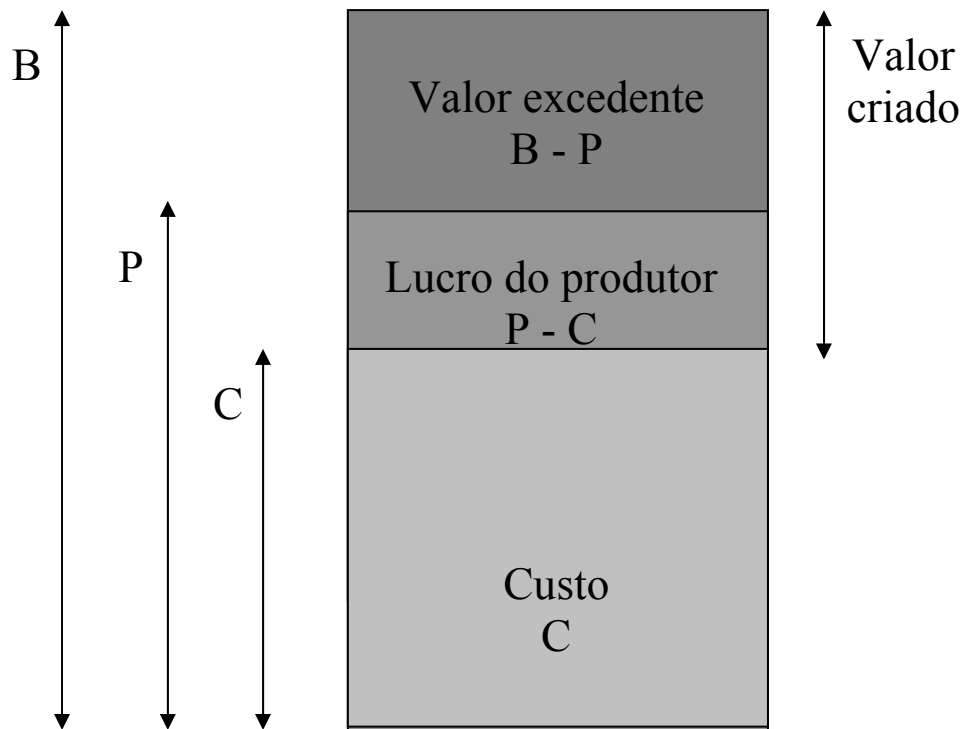 B
Valor excedente
B - P
Valor
criado
P
Lucro do produtor
P - C
C
Custo
C